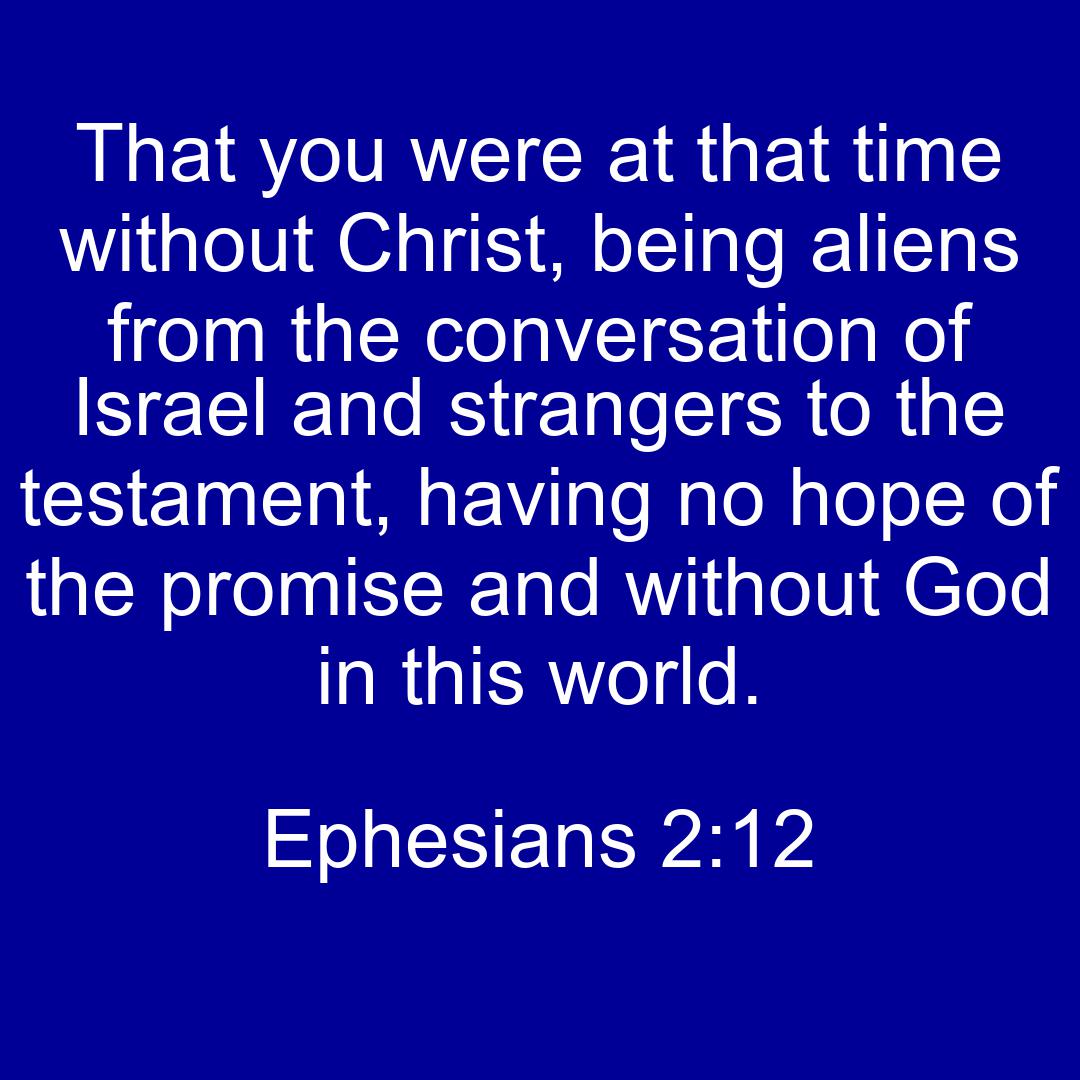 That you were at that time
without Christ, being aliens
from the conversation of
Israel and strangers to the
testament, having no hope of
the promise and without God
in this world.
Ephesians 2:12